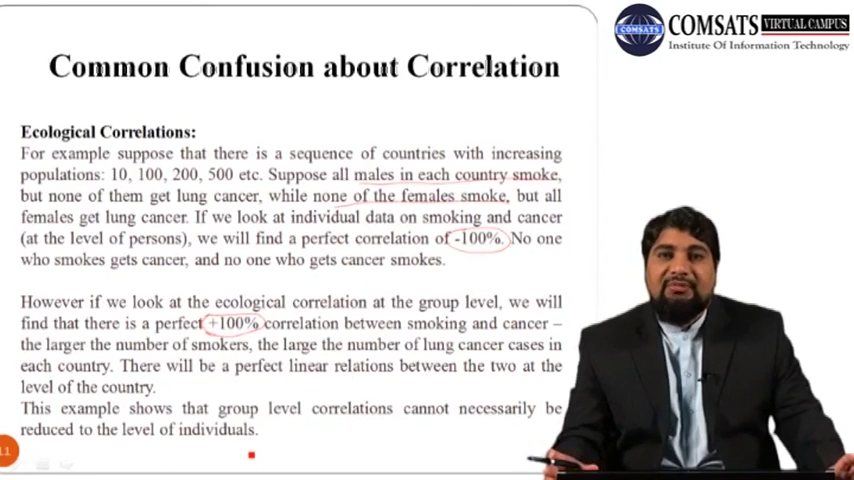 COMSATS VIRTUAL CAMPUS
Institute Of Information Technology
I COMSATS
Common Confusion about Correlation
Ecological Correlations:
For example suppose that there is a sequence of countries with increasing
populations: 10, 100, 200, 500 etc. Suppose all males in each country smoke,
but none of them get lung cancer, while none of the females smoke, but all
females get lung cancer. If we look at individual data on smoking and cancer
(at the level of persons), we will find a perfect correlation of -100%. No one
who smokes gets cancer, and no one who gets cancer smokes.
However if we look at the ecological correlation at the group level, we will
find that there is a perfect +100% correlation between smoking and cancer –
the larger the number of smokers, the large the number of lung cancer cases in
each country. There will be a perfect linear relations between the two at the
level of the country.
This example shows that group level correlations cannot necessarily be
reduced to the level of individuals.
11